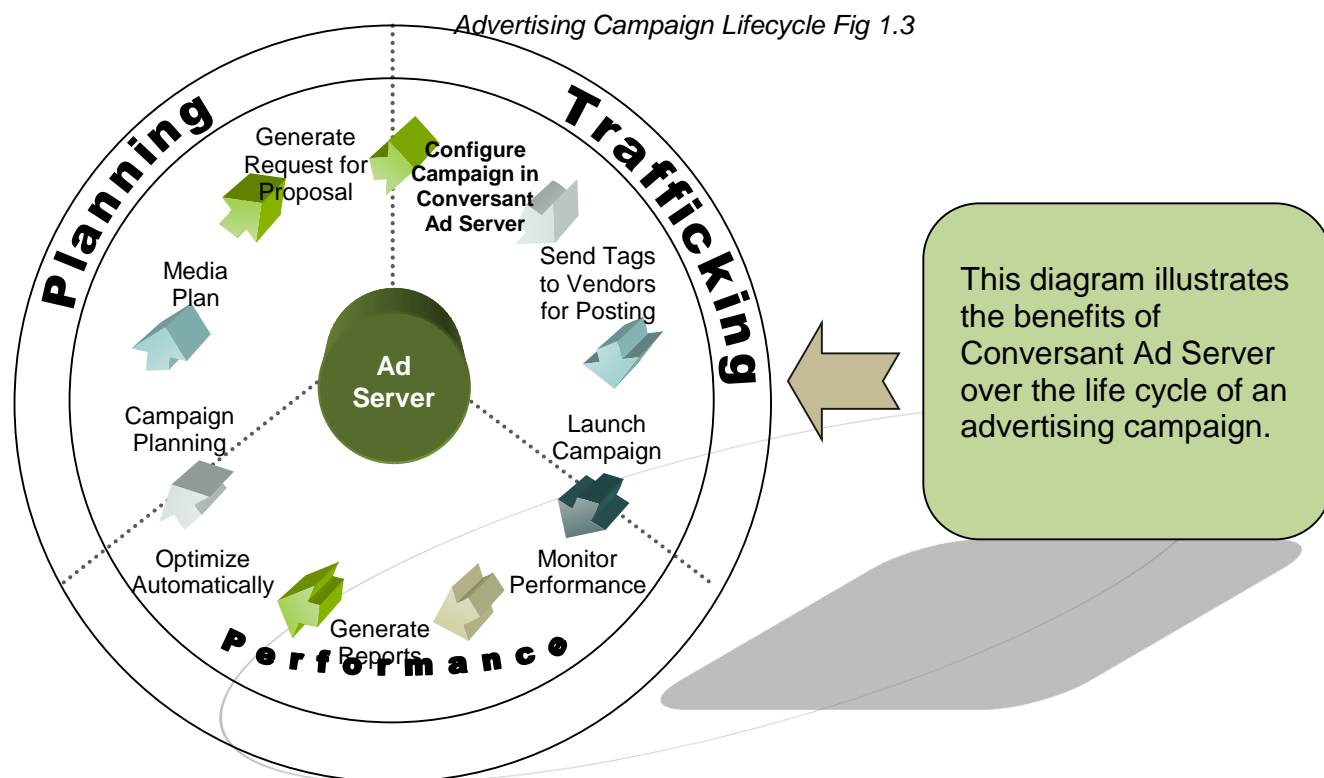 Advertising Campaign Lifecycle Fig 1.3
Planning
Trafficking
Performance
Generate
Request for
Proposal
Configure
Campaign in
Conversant
Ad Server
Send Tags
to Vendors
for Posting
Launch
Campaign
Monitor
Performance
Generate
Reports
Optimize
Automatically
Campaign
Planning
Media
Plan
Ad
Server
This diagram illustrates
the benefits of
Conversant Ad Server
over the life cycle of an
advertising campaign.